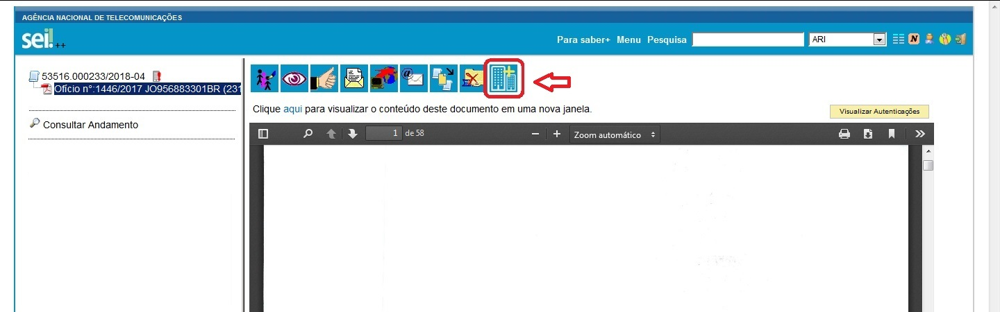 AGÊNCIA NACIONAL DE TELECOMUNICAÇÕES
sei! ++
Para saber+ Menu Pesquisa ARI N
53516.000233/2018-04
Ofício n°:1446/2017 JO956883301BR (231
Consultar Andamento
Clique aqui para visualizar o conteúdo deste documento em uma nova janela.
Visualizar Autenticações
1 de 58 Zoom automático